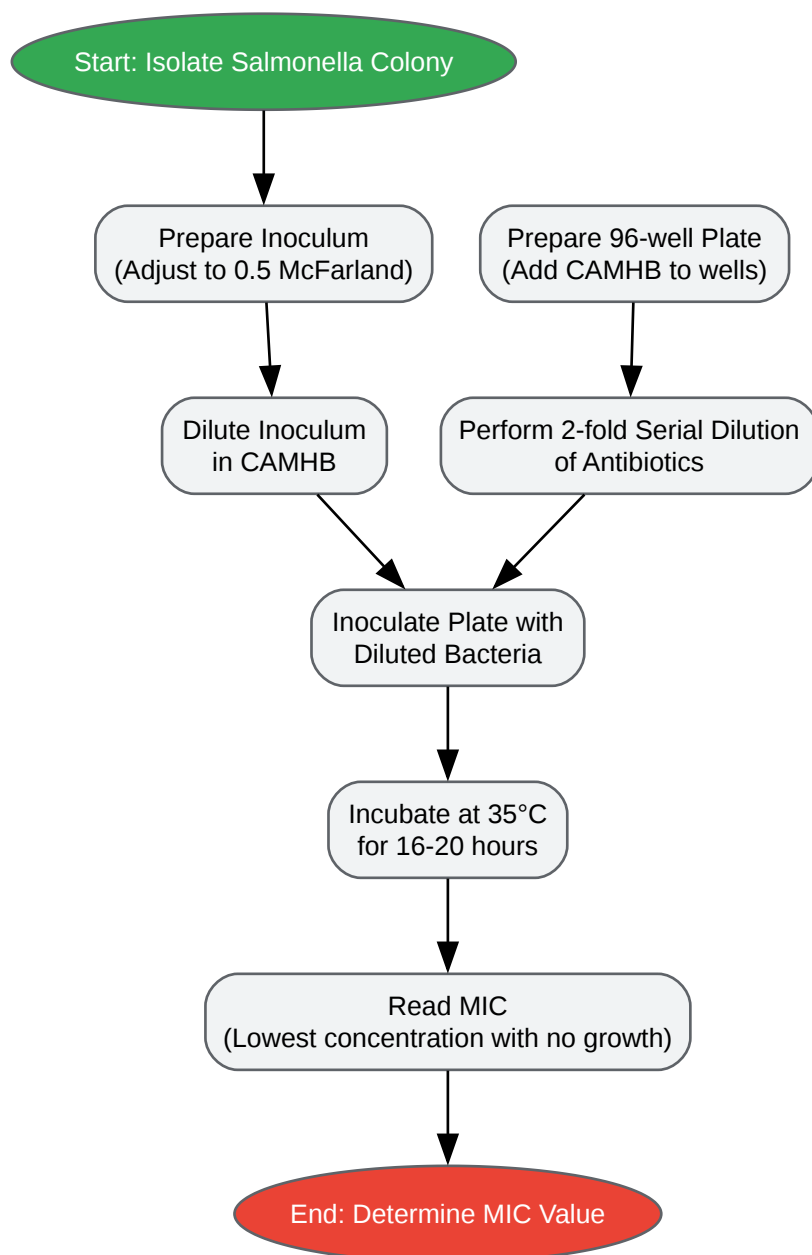 Start: Isolate Salmonella Colony
Prepare Inoculum
(Adjust to 0.5 McFarland)
Prepare 96-well Plate
(Add CAMHB to wells)
Dilute Inoculum
in CAMHB
Perform 2-fold Serial Dilution
of Antibiotics
Inoculate Plate with
Diluted Bacteria
Incubate at 35°C
for 16-20 hours
Read MIC
(Lowest concentration with no growth)
End: Determine MIC Value